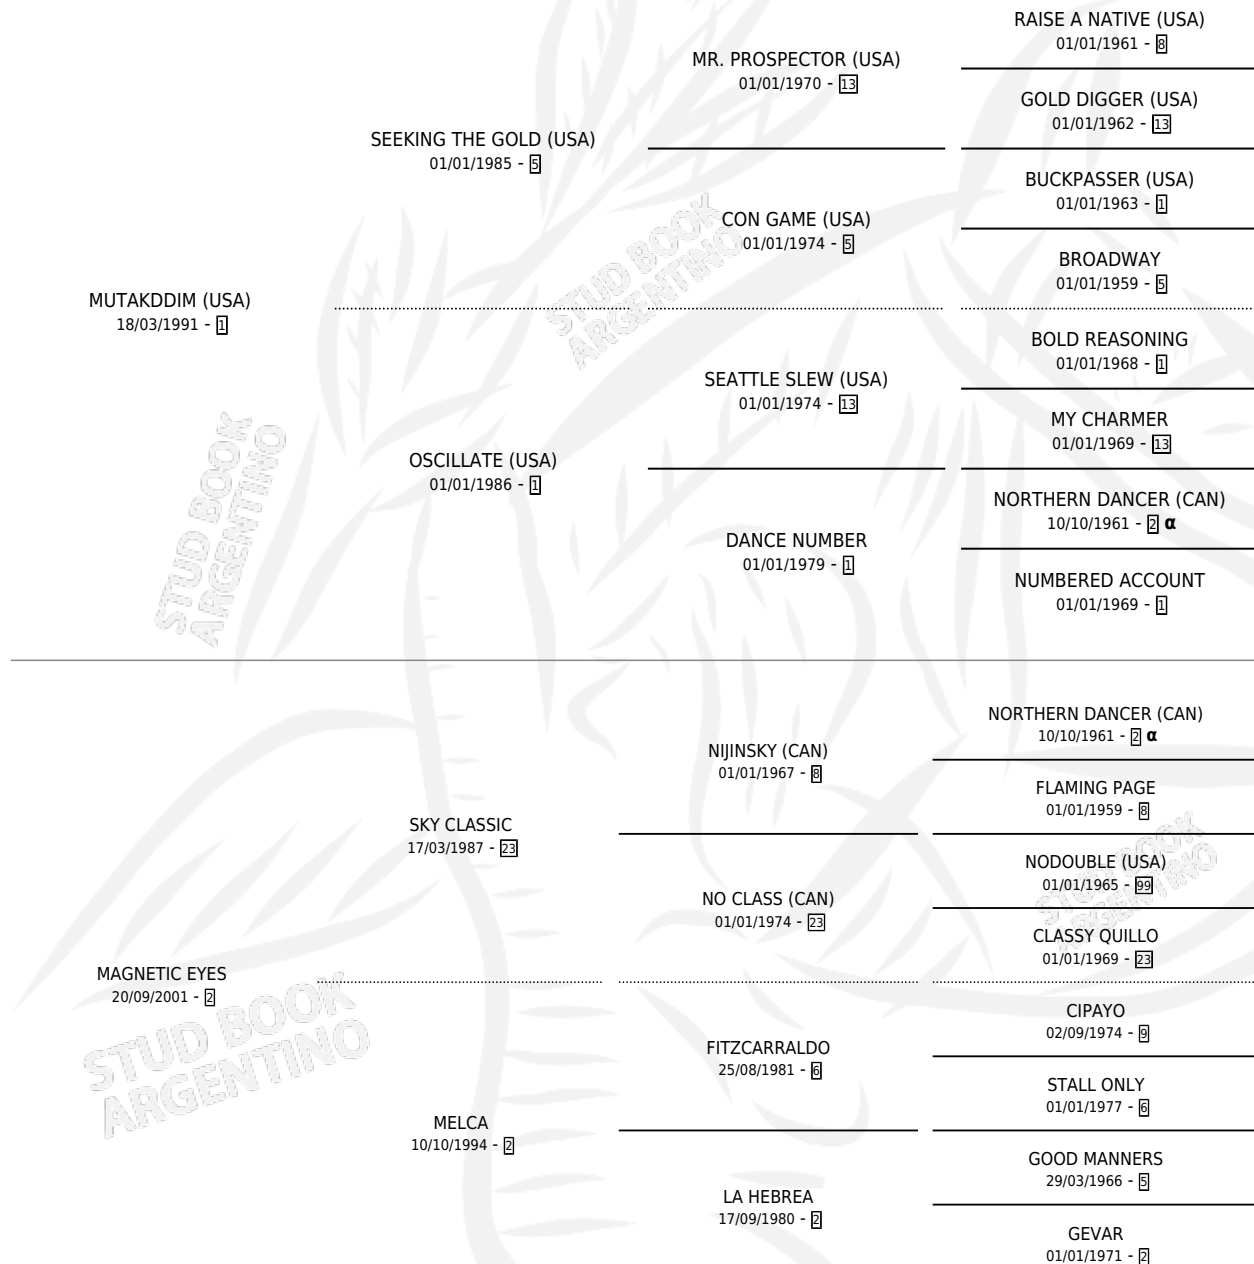 RAISE A NATIVE (USA)
01/01/1961 - 8
MR. PROSPECTOR (USA)
01/01/1970 - 13
GOLD DIGGER (USA)
01/01/1962 - 13
SEEKING THE GOLD (USA)
01/01/1985 - 5
BUCKPASSER (USA)
01/01/1963 - 1
CON GAME (USA)
01/01/1974 - 5
BROADWAY
01/01/1959 - 5
MUTAKDDIM (USA)
18/03/1991 - 1
BOLD REASONING
01/01/1968 - 1
SEATTLE SLEW (USA)
01/01/1974 - 13
MY CHARMER
01/01/1969 - 13
OSCILLATE (USA)
01/01/1986 - 1
NORTHERN DANCER (CAN)
10/10/1961 - 2 α
DANCE NUMBER
01/01/1979 - 1
NUMBERED ACCOUNT
01/01/1969 - 1
NORTHERN DANCER (CAN)
10/10/1961 - 2 α
NIJINSKY (CAN)
01/01/1967 - 8
FLAMING PAGE
01/01/1959 - 8
SKY CLASSIC
17/03/1987 - 23
NODOUBLE (USA)
01/01/1965 - 99
NO CLASS (CAN)
01/01/1974 - 23
CLASSY QUILLO
01/01/1969 - 23
MAGNETIC EYES
20/09/2001 - 2
CIPAYO
02/09/1974 - 9
FITZCARRALDO
25/08/1981 - 6
STALL ONLY
01/01/1977 - 6
MELCA
10/10/1994 - 2
GOOD MANNERS
29/03/1966 - 5
LA HEBREA
17/09/1980 - 2
GEVAR
01/01/1971 - 2
STUD BOOK
ARGENTINO
STUD BOOK
ARGENTINO
STUD BOOK
ARGENTINO
STUD BOOK
ARGENTINO